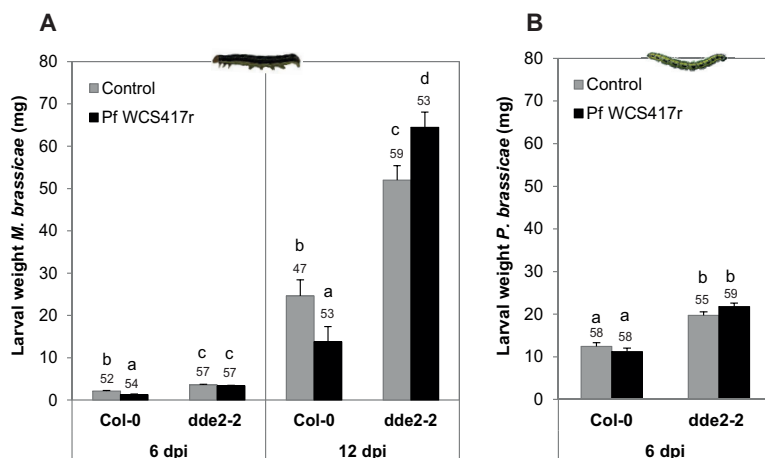 A
80
70
60
50
40
30
20
10
0
Larval weight M. brassicae (mg)
Control
Pf WCS417r
b
52
a
54
c
57
c
57
b
47
a
53
c
59
d
53
Col-0
dde2-2
Col-0
dde2-2
6 dpi
12 dpi
B
80
70
60
50
40
30
20
10
0
Larval weight P. brassicae (mg)
Control
Pf WCS417r
a
58
a
58
b
55
b
59
Col-0
dde2-2
6 dpi